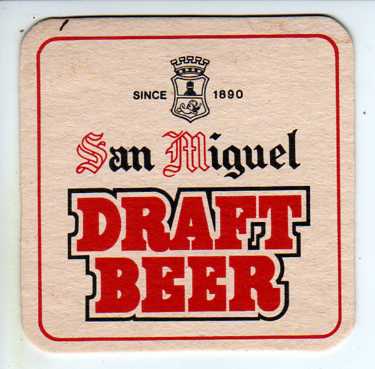 SINCE 1890
San Miguel
DRAFT
BEER